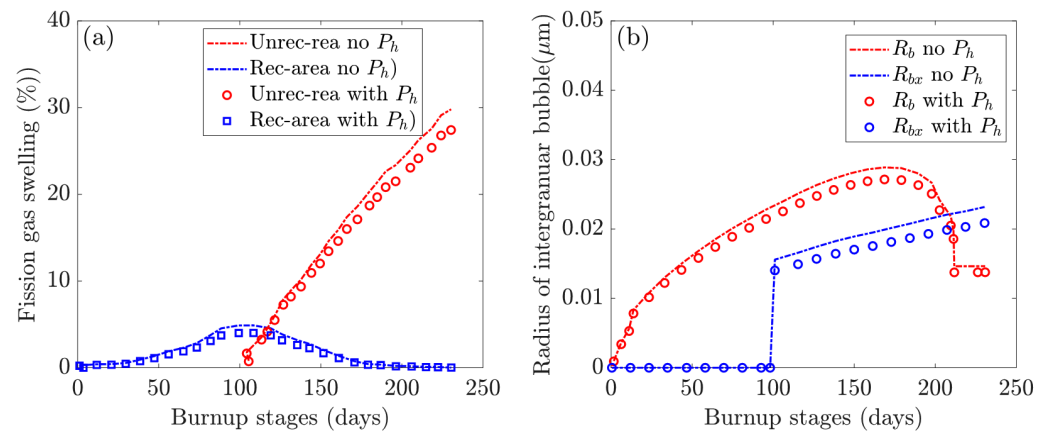 (a)
Unrec-rea no P_h
Rec-area no P_h)
Unrec-rea with P_h
Rec-area with P_h)
Fission gas swelling (%))
40
30
20
10
0
0 50 100 150 200 250
Burnup stages (days)
(b)
R_b no P_h
R_bx no P_h
R_b with P_h
R_bx with P_h
Radius of intergranuar bubble(μm)
0.05
0.04
0.03
0.02
0.01
0
0 50 100 150 200 250
Burnup stages (days)